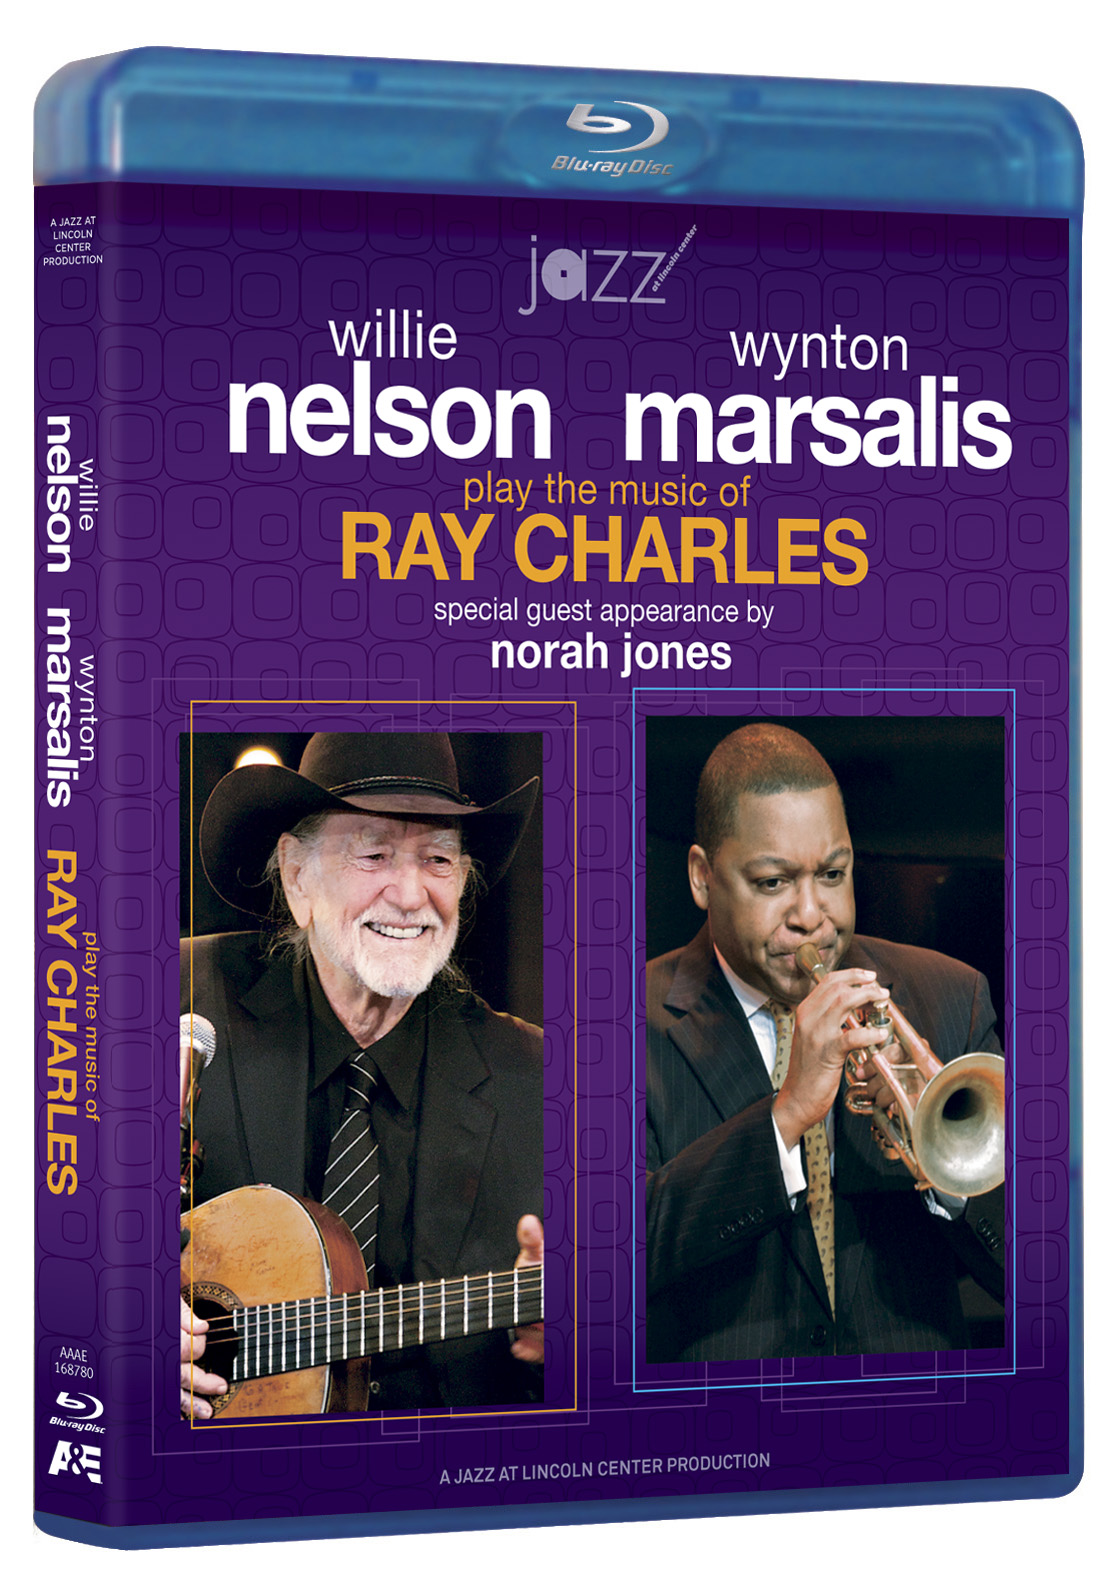 Blu-ray Disc
A JAZZ AT
LINCOLN
CENTER
PRODUCTION
willie
nelson
wynton
marsalis
play the music of
RAY CHARLES
AAAE
168780
Blu-ray Disc
A&E
jazz
at lincoln center
willie
nelson
wynton
marsalis
play the music of
RAY CHARLES
special guest appearance by
norah jones
A JAZZ AT LINCOLN CENTER PRODUCTION